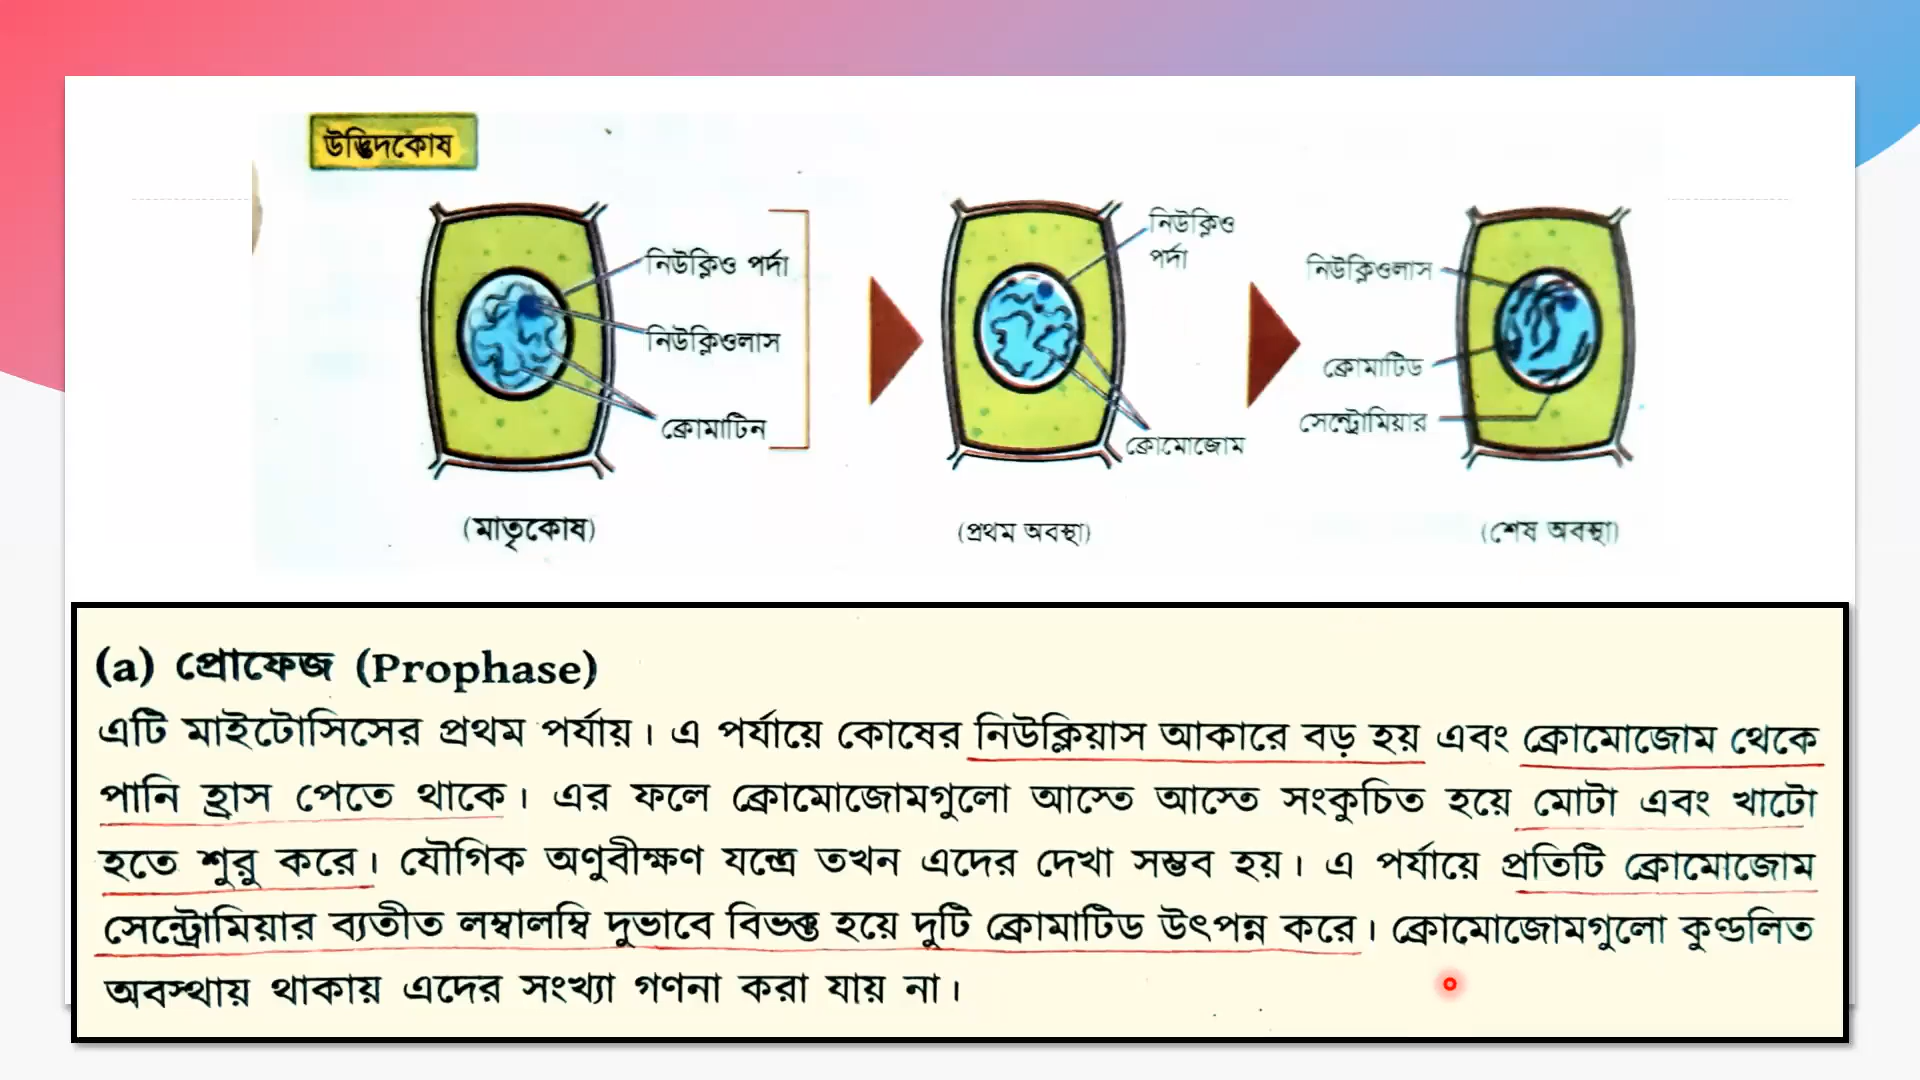 উদ্ভিদকোষ
নিউক্লিও পর্দা
নিউক্লিওলাস
ক্রোমাটিন
(মাতৃকোষ)
নিউক্লিও
পর্দা
ক্রোমোজোম
(প্রথম অবস্থা)
নিউক্লিওলাস
ক্রোমাটিড
সেন্ট্রোমিয়ার
(শেষ অবস্থা)
(a) প্রোফেজ (Prophase)
এটি মাইটোসিসের প্রথম পর্যায়। এ পর্যায়ে কোষের নিউক্লিয়াস আকারে বড় হয় এবং ক্রোমোজোম থেকে
পানি হ্রাস পেতে থাকে। এর ফলে ক্রোমোজোমগুলো আস্তে আস্তে সংকুচিত হয়ে মোটা এবং খাটো
হতে শুরু করে। যৌগিক অণুবীক্ষণ যন্ত্রে তখন এদের দেখা সম্ভব হয়। এ পর্যায়ে প্রতিটি ক্রোমোজোম
সেন্ট্রোমিয়ার ব্যতীত লম্বালম্বি দুভাবে বিভক্ত হয়ে দুটি ক্রোমাটিড উৎপন্ন করে। ক্রোমোজোমগুলো কুণ্ডলিত
অবস্থায় থাকায় এদের সংখ্যা গণনা করা যায় না।